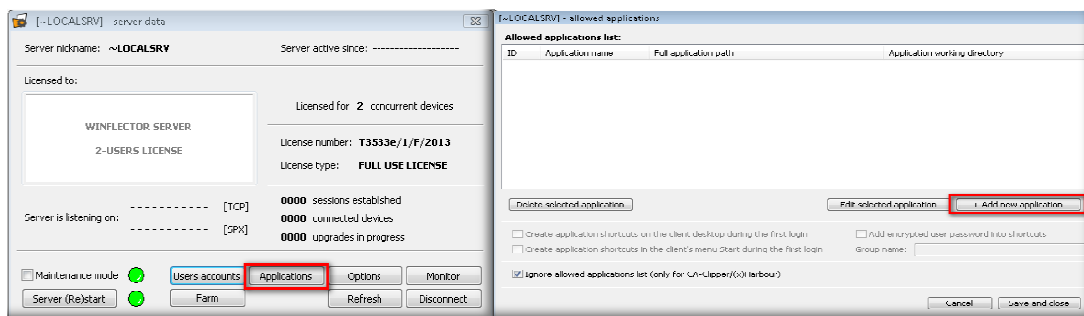 [~LOCALSRV] - server data
Server nickname: ~LOCALSRV
Server active since: -------------------
Licensed to:
WINFLECTOR SERVER
2-USERS LICENSE
Licensed for 2 concurrent devices
License number: T3533e/1/F/2013
License type: FULL USE LICENSE
Server is listening on:
- - - - - - - - - - - [TCP]
- - - - - - - - - - - [SPX]
0000 sessions established
0000 connected devices
0000 upgrades in progress
Maintenance mode
Users accounts
Applications
Options
Monitor
Server (Re)start
Farm
Refresh
Disconnect
[~LOCALSRV] - allowed applications
Allowed applications list:
ID Application name Full application path Application working directory
Delete selected application
Edit selected application
+ Add new application
Create application shortcuts on the client desktop during the first login
Add encrypted user password into shortcuts
Create application shortcuts in the client's menu Start during the first login
Group name:
Ignore allowed applications list (only for CA-Clipper/(x)Harbour)
Cancel
Save and close